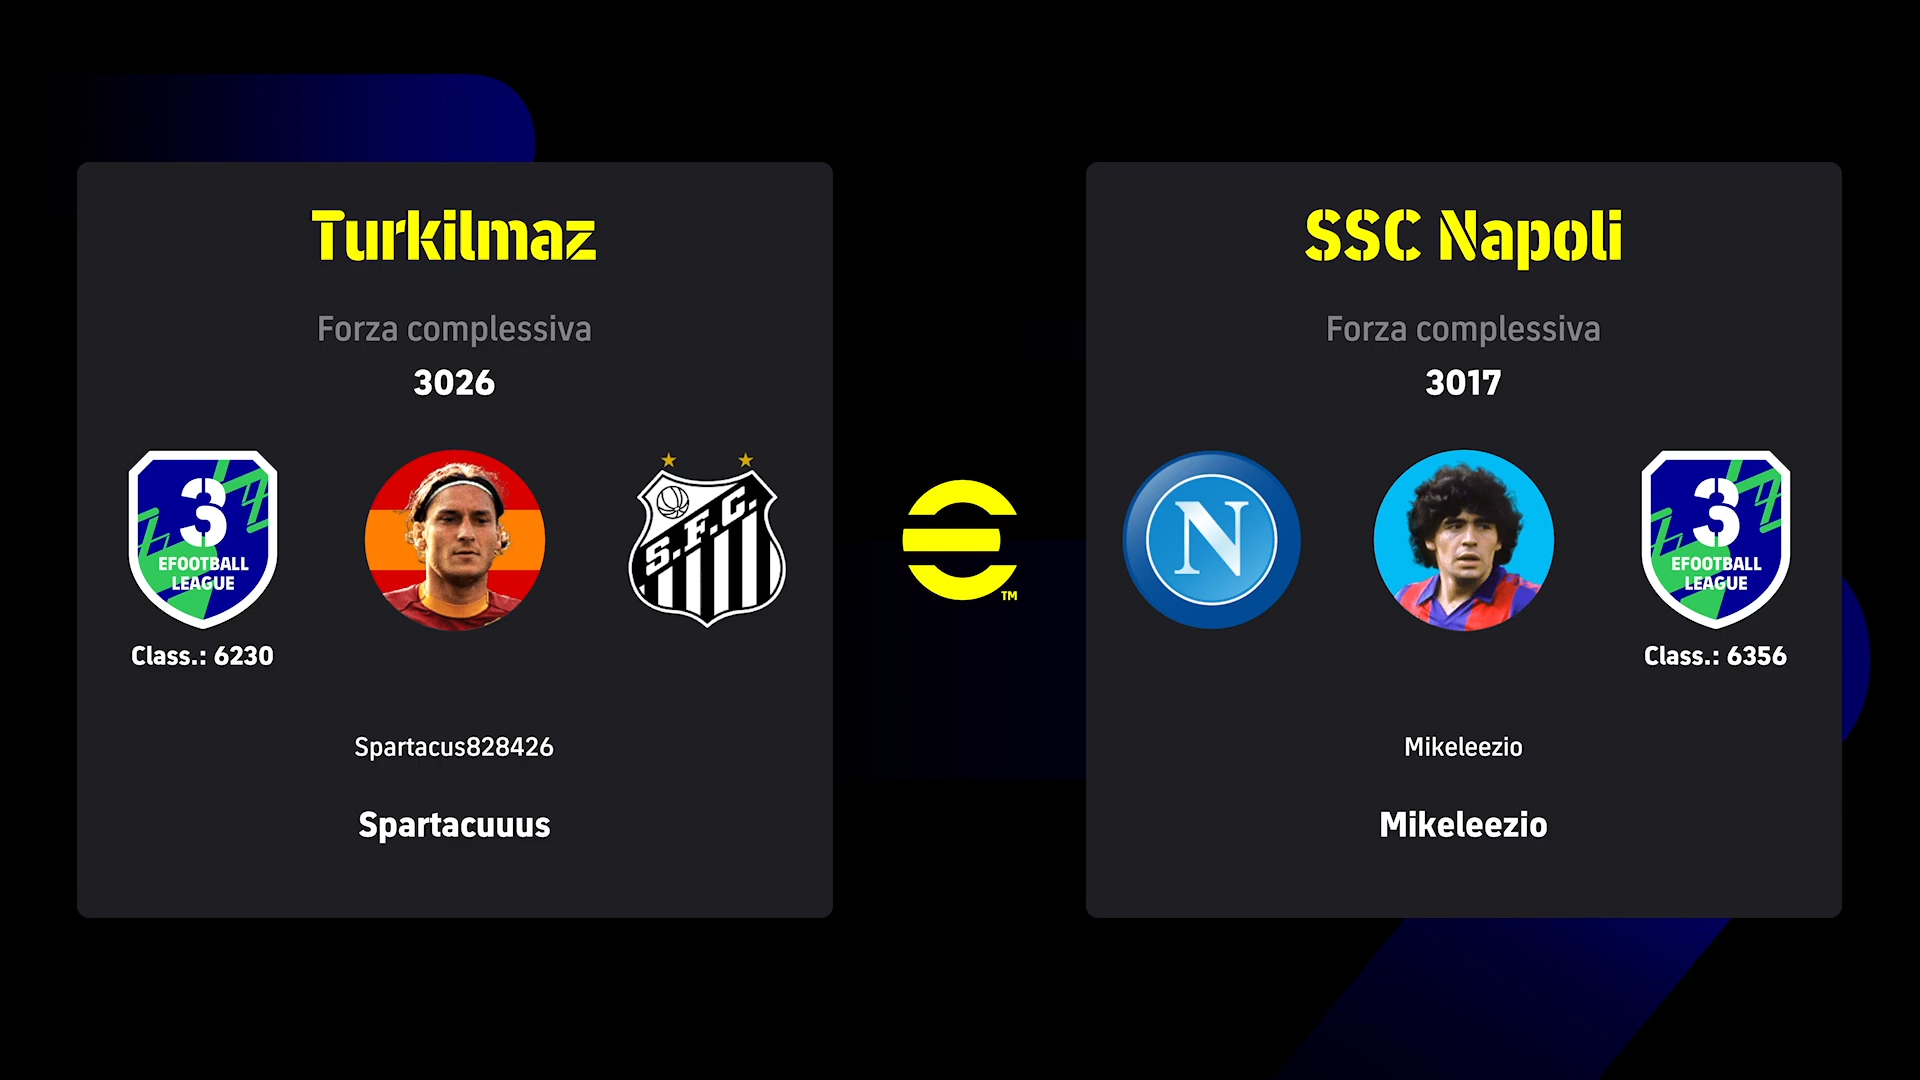 Turkilmaz
Forza complessiva
3026
3
EFOOTBALL
LEAGUE
Class.: 6230
S.F.C.
Spartacus828426
Spartacuuus
TM
SSC Napoli
Forza complessiva
3017
N
3
EFOOTBALL
LEAGUE
Class.: 6356
Mikeleezio
Mikeleezio